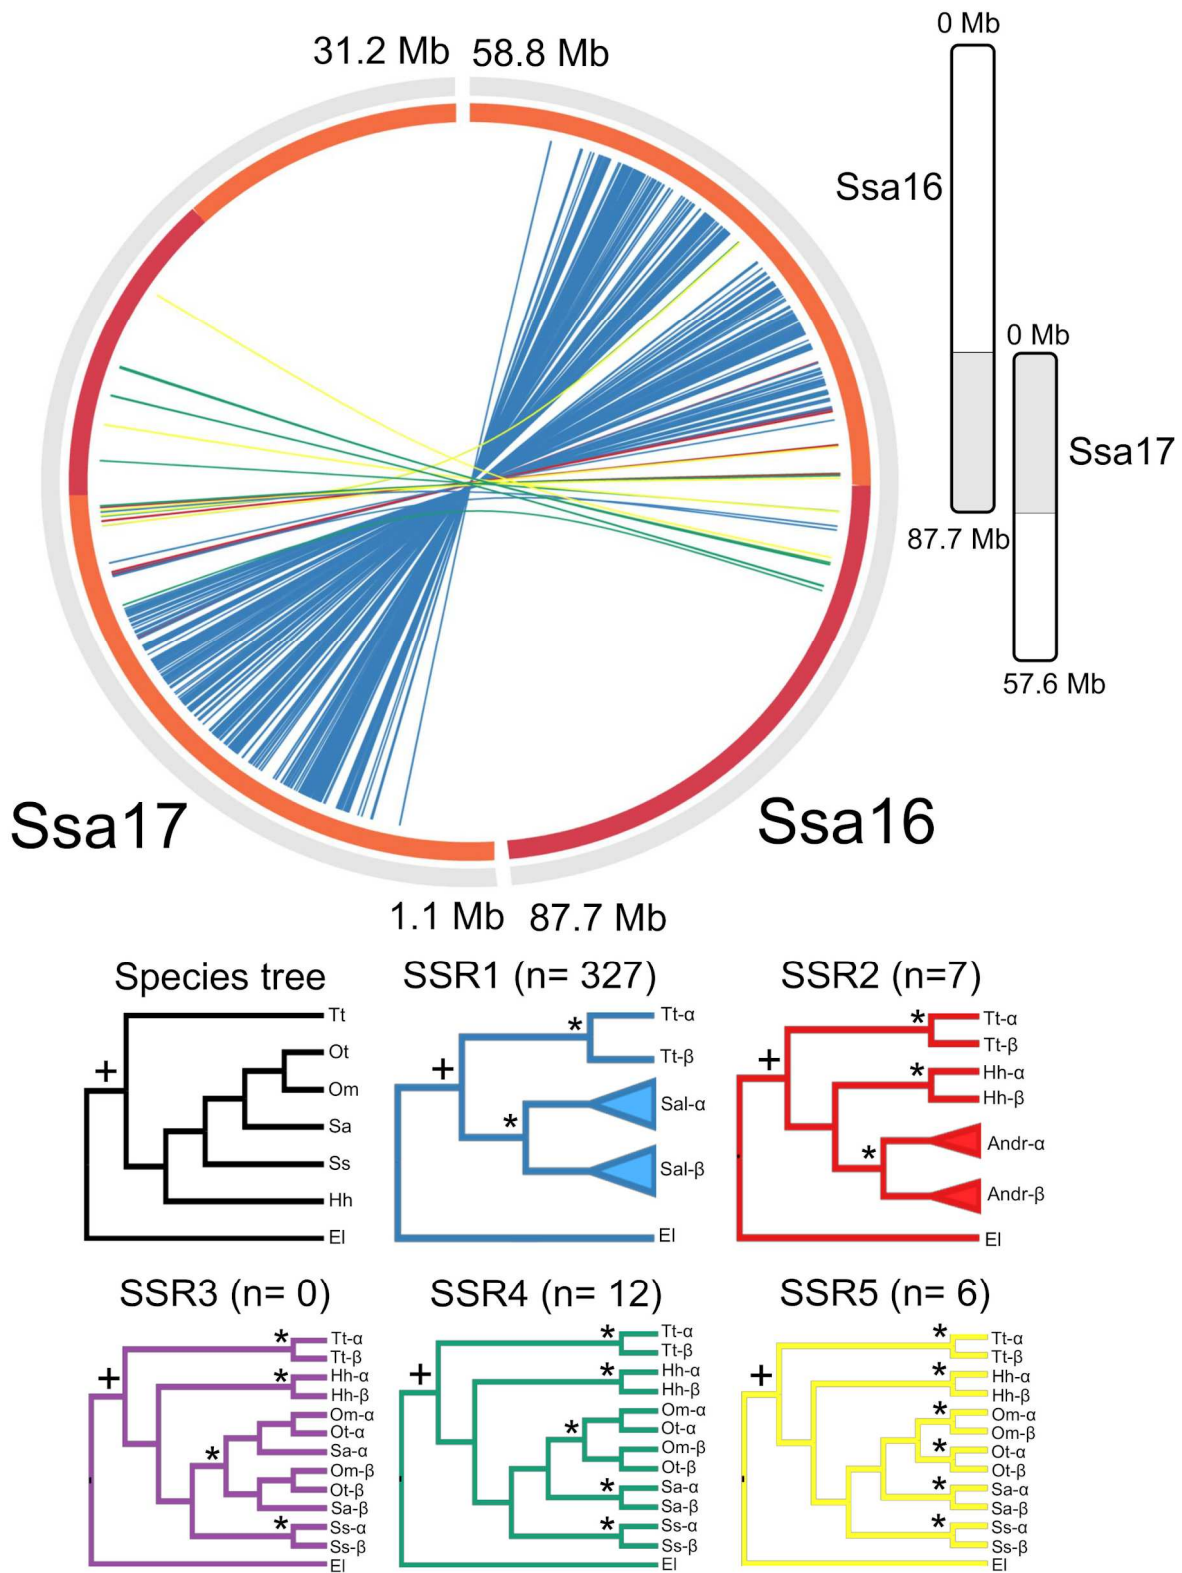 31.2 Mb 58.8 Mb
0 Mb
Ssa16
0 Mb
Ssa17
87.7 Mb
57.6 Mb
Ssa17
Ssa16
1.1 Mb 87.7 Mb
Species tree
+
Tt
Ot
Om
Sa
Ss
Hh
El
SSR1 (n= 327)
+
*
*
Tt-α
Tt-β
Sal-α
Sal-β
El
SSR2 (n=7)
+
*
*
*
Tt-α
Tt-β
Hh-α
Hh-β
Andr-α
Andr-β
El
SSR3 (n= 0)
+
*
*
*
*
Tt-α
Tt-β
Hh-α
Hh-β
Om-α
Ot-α
Sa-α
Om-β
Ot-β
Sa-β
Ss-α
Ss-β
El
SSR4 (n= 12)
+
*
*
*
*
*
Tt-α
Tt-β
Hh-α
Hh-β
Om-α
Ot-α
Om-β
Ot-β
Sa-α
Sa-β
Ss-α
Ss-β
El
SSR5 (n= 6)
+
*
*
*
*
*
*
Tt-α
Tt-β
Hh-α
Hh-β
Om-α
Om-β
Ot-α
Ot-β
Sa-α
Sa-β
Ss-α
Ss-β
El